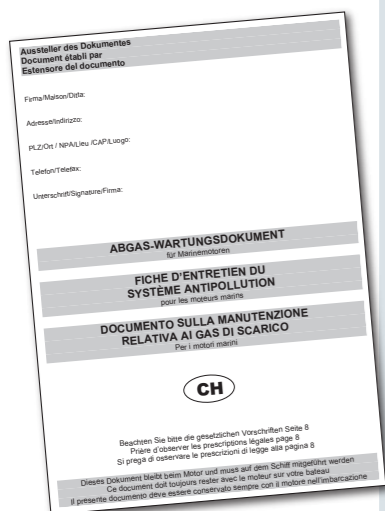 Aussteller des Dokumentes
Document établi par
Estensore del documento
Firma/Maison/Ditta:
Adresse/Indirizzo:
PLZ/Ort / NPA/Lieu /CAP/Luogo:
Telefon/Telefax:
Unterschrift/Signature/Firma:
ABGAS-WARTUNGSDOKUMENT
für Marinemotoren
FICHE D'ENTRETIEN DU
SYSTÈME ANTIPOLLUTION
pour les moteurs marins
DOCUMENTO SULLA MANUTENZIONE
RELATIVA AI GAS DI SCARICO
Per i motori marini
CH
Beachten Sie bitte die gesetzlichen Vorschriften Seite 8
Prière d'observer les prescriptions légales page 8
Si prega di osservare le prescrizioni di legge alla pagina 8
Dieses Dokument bleibt beim Motor und muss auf dem Schiff mitgeführt werden
Ce document doit toujours rester avec le moteur sur votre bateau
Il presente documento deve essere conservato sempre con il motore nell'imbarcazione